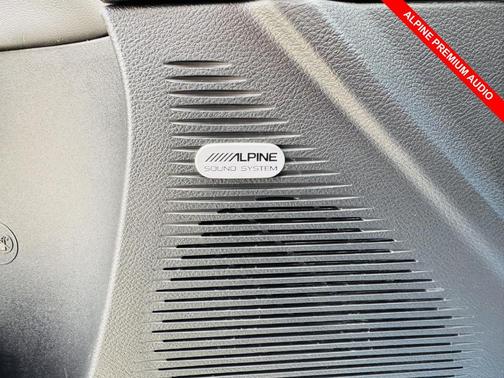 ALPINE PREMIUM AUDIO
/////ALPINE
SOUND SYSTEM